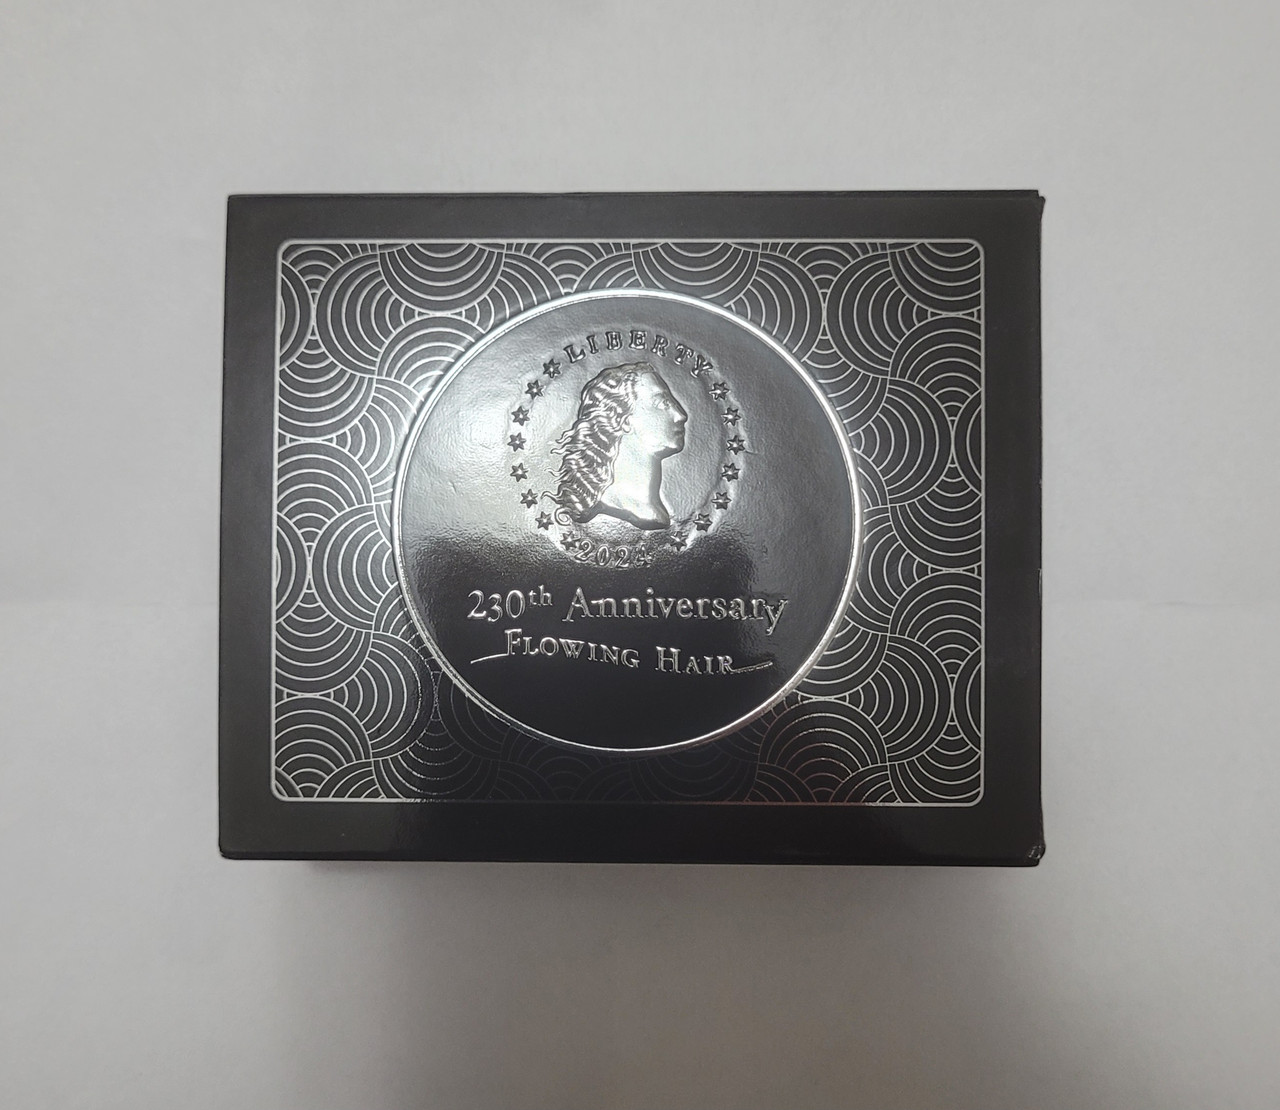 LIBERTY
2024
230th Anniversary
FLOWING HAIR